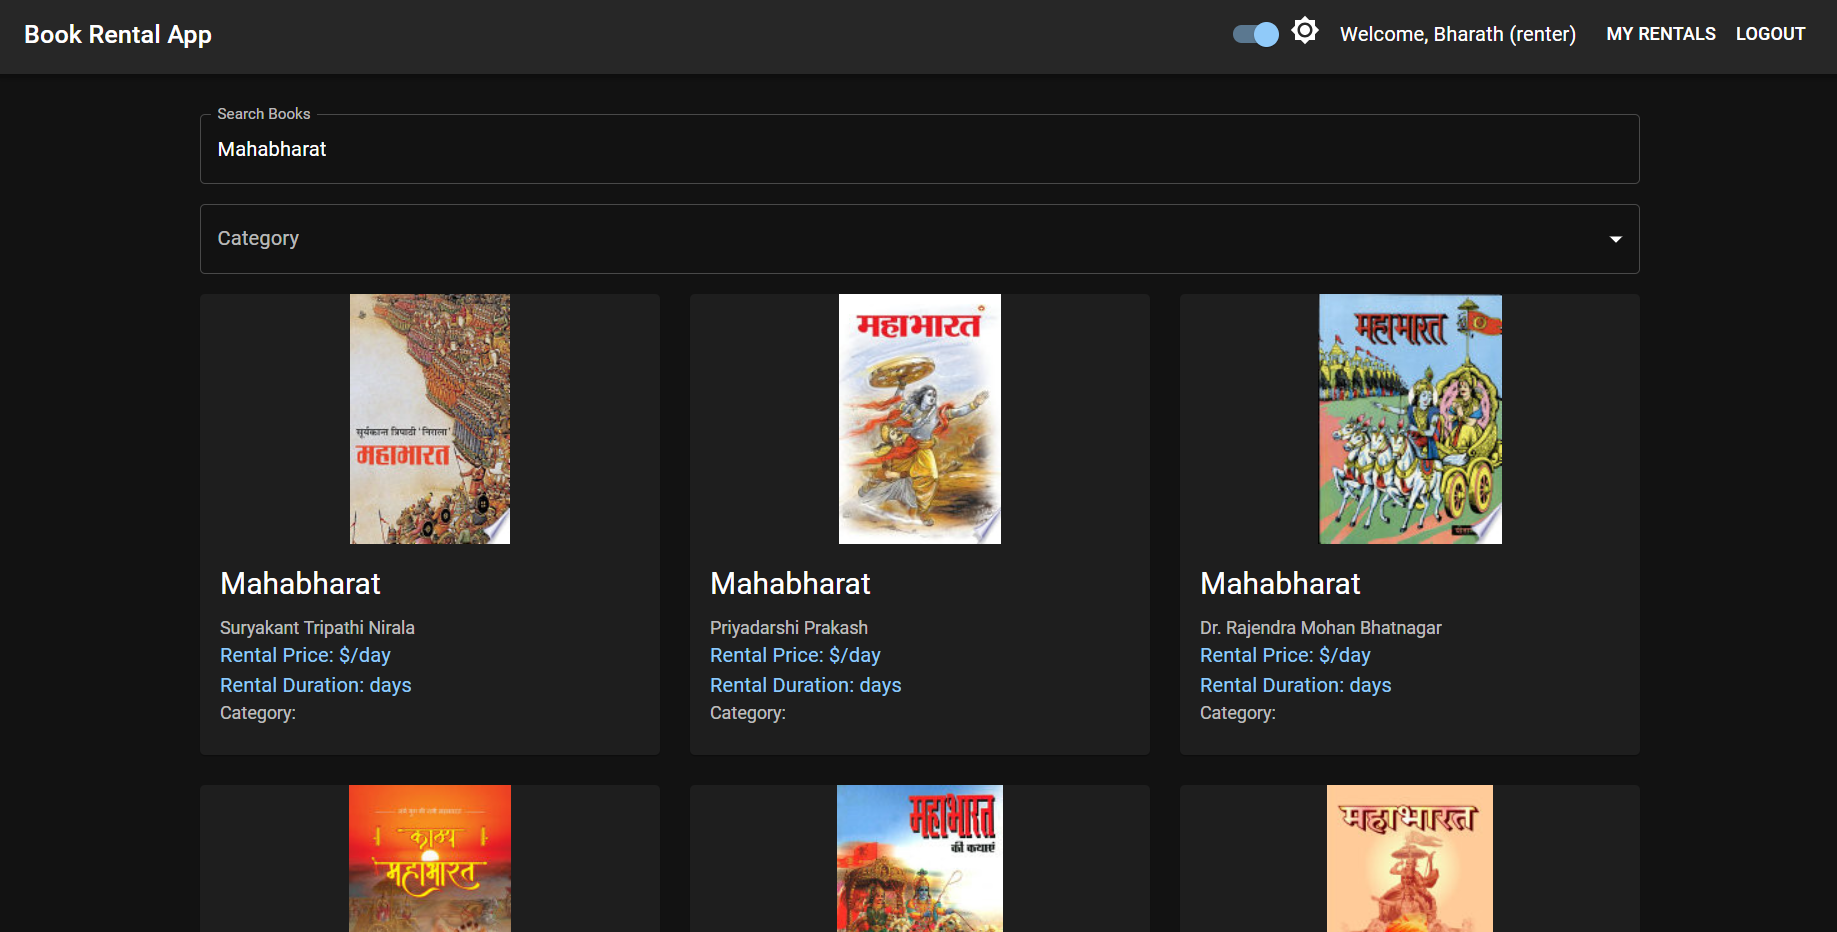 Book Rental App
Welcome, Bharath (renter)
MY RENTALS
LOGOUT
Search Books
Mahabharat
Category
सूर्यकान्त त्रिपाठी 'निराला'
महाभारत
Mahabharat
Suryakant Tripathi Nirala
Rental Price: $/day
Rental Duration: days
Category:
महाभारत
Mahabharat
Priyadarshi Prakash
Rental Price: $/day
Rental Duration: days
Category:
महाभारत
Mahabharat
Dr. Rajendra Mohan Bhatnagar
Rental Price: $/day
Rental Duration: days
Category:
काव्य
महाभारत
महाभारत
की कथाएं
महाभारत